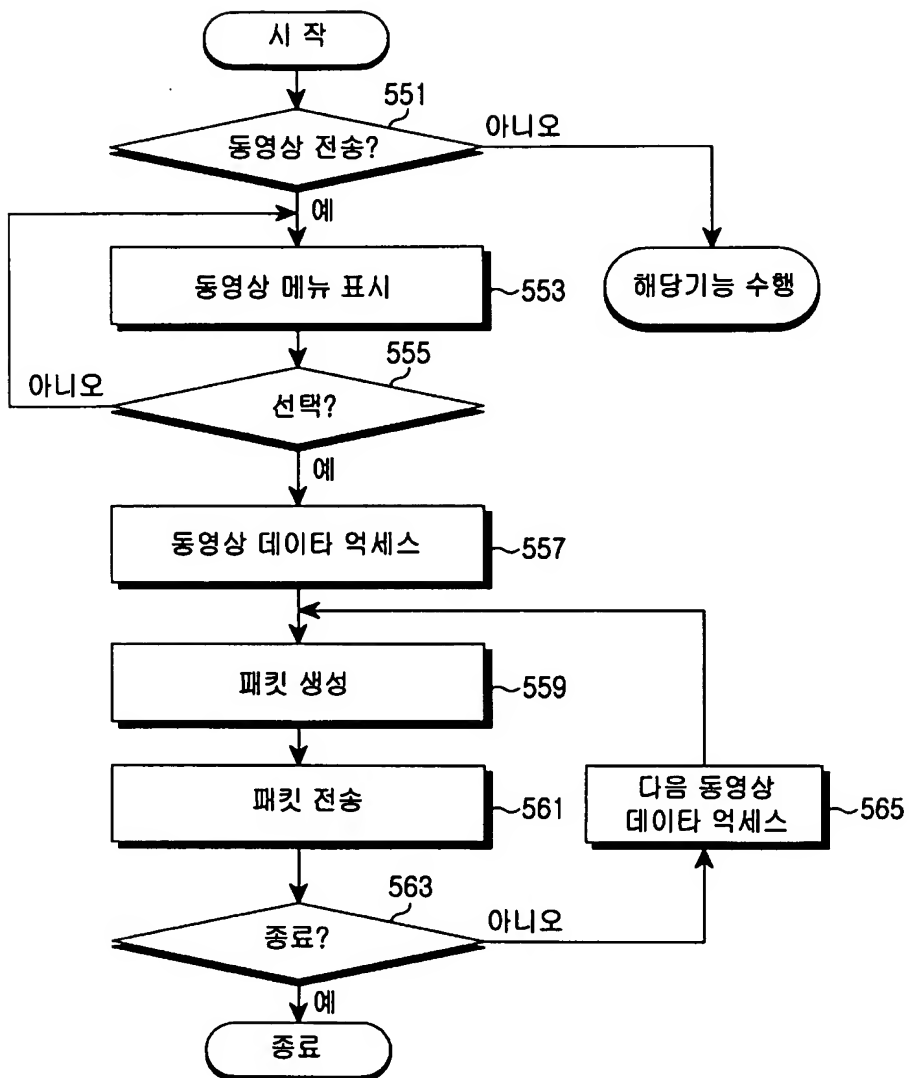 시 작
551
동영상 전송?
아니오
예
동영상 메뉴 표시
553
해당기능 수행
555
아니오
선택?
예
동영상 데이타 억세스
557
패킷 생성
559
패킷 전송
561
다음 동영상
데이타 억세스
565
563
종료?
아니오
예
종료